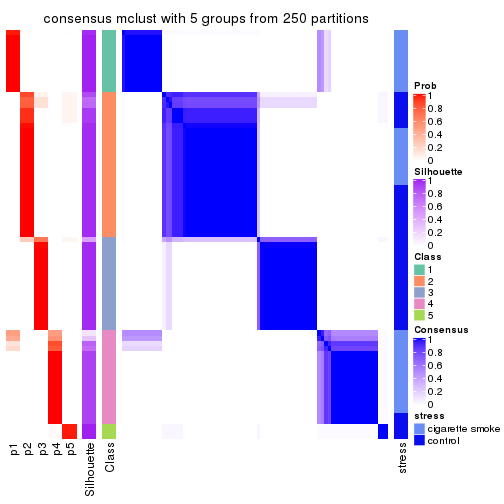 consensus mclust with 5 groups from 250 partitions
Prob
1
0.8
0.6
0.4
0.2
0
Silhouette
1
0.8
0.6
0.4
0.2
0
Class
1
2
3
4
5
Consensus
1
0.8
0.6
0.4
0.2
0
stress
cigarette smoke
control
p1
p2
p3
p4
p5
Silhouette
Class
stress